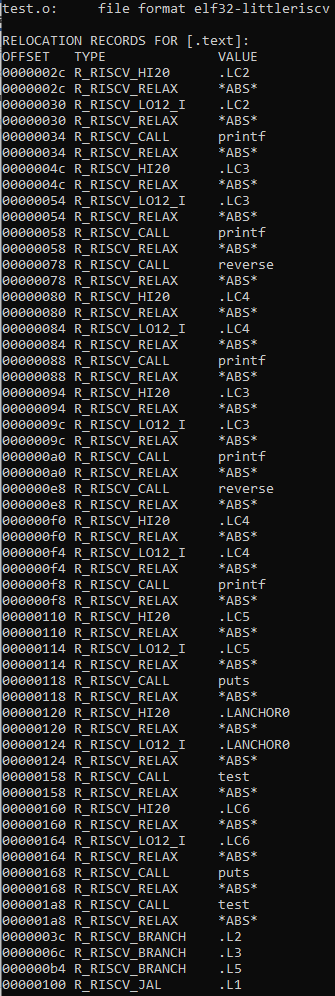 test.o:     file format elf32-littleriscv
RELOCATION RECORDS FOR [.text]:
OFFSET   TYPE              VALUE
0000002c R_RISCV_HI20      .LC2
0000002c R_RISCV_RELAX     *ABS*
00000030 R_RISCV_LO12_I    .LC2
00000030 R_RISCV_RELAX     *ABS*
00000034 R_RISCV_CALL      printf
00000034 R_RISCV_RELAX     *ABS*
0000004c R_RISCV_HI20      .LC3
0000004c R_RISCV_RELAX     *ABS*
00000054 R_RISCV_LO12_I    .LC3
00000054 R_RISCV_RELAX     *ABS*
00000058 R_RISCV_CALL      printf
00000058 R_RISCV_RELAX     *ABS*
00000078 R_RISCV_CALL      reverse
00000078 R_RISCV_RELAX     *ABS*
00000080 R_RISCV_HI20      .LC4
00000080 R_RISCV_RELAX     *ABS*
00000084 R_RISCV_LO12_I    .LC4
00000084 R_RISCV_RELAX     *ABS*
00000088 R_RISCV_CALL      printf
00000088 R_RISCV_RELAX     *ABS*
00000094 R_RISCV_HI20      .LC3
00000094 R_RISCV_RELAX     *ABS*
0000009c R_RISCV_LO12_I    .LC3
0000009c R_RISCV_RELAX     *ABS*
000000a0 R_RISCV_CALL      printf
000000a0 R_RISCV_RELAX     *ABS*
000000e8 R_RISCV_CALL      reverse
000000e8 R_RISCV_RELAX     *ABS*
000000f0 R_RISCV_HI20      .LC4
000000f0 R_RISCV_RELAX     *ABS*
000000f4 R_RISCV_LO12_I    .LC4
000000f4 R_RISCV_RELAX     *ABS*
000000f8 R_RISCV_CALL      printf
000000f8 R_RISCV_RELAX     *ABS*
00000110 R_RISCV_HI20      .LC5
00000110 R_RISCV_RELAX     *ABS*
00000114 R_RISCV_LO12_I    .LC5
00000114 R_RISCV_RELAX     *ABS*
00000118 R_RISCV_CALL      puts
00000118 R_RISCV_RELAX     *ABS*
00000120 R_RISCV_HI20      .LANCHOR0
00000120 R_RISCV_RELAX     *ABS*
00000124 R_RISCV_LO12_I    .LANCHOR0
00000124 R_RISCV_RELAX     *ABS*
00000158 R_RISCV_CALL      test
00000158 R_RISCV_RELAX     *ABS*
00000160 R_RISCV_HI20      .LC6
00000160 R_RISCV_RELAX     *ABS*
00000164 R_RISCV_LO12_I    .LC6
00000164 R_RISCV_RELAX     *ABS*
00000168 R_RISCV_CALL      puts
00000168 R_RISCV_RELAX     *ABS*
000001a8 R_RISCV_CALL      test
000001a8 R_RISCV_RELAX     *ABS*
0000003c R_RISCV_BRANCH    .L2
0000006c R_RISCV_BRANCH    .L3
000000b4 R_RISCV_BRANCH    .L5
00000100 R_RISCV_JAL       .L1